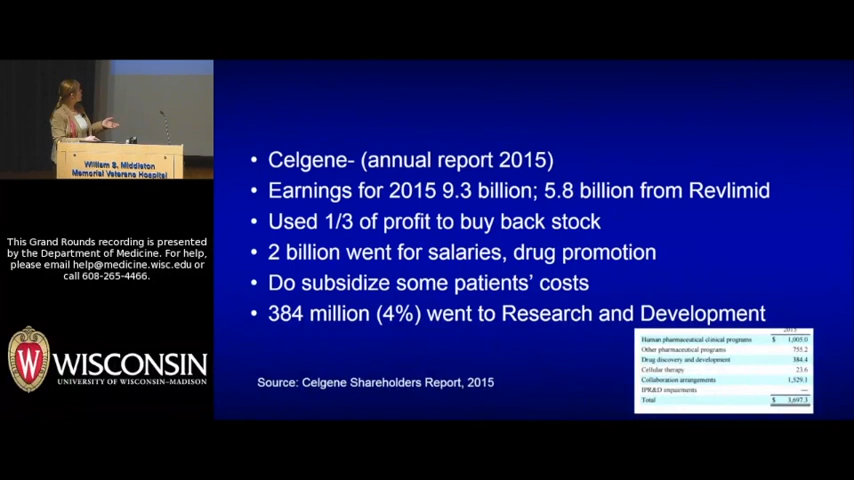 William S. Middleton
Memorial Veterans Hospital
This Grand Rounds recording is presented
by the Department of Medicine. For help,
please email help@medicine.wisc.edu or
call 608-265-4466.
W
WISCONSIN
UNIVERSITY OF WISCONSIN–MADISON
• Celgene- (annual report 2015)
• Earnings for 2015 9.3 billion; 5.8 billion from Revlimid
• Used 1/3 of profit to buy back stock
• 2 billion went for salaries, drug promotion
• Do subsidize some patients' costs
• 384 million (4%) went to Research and Development
Source: Celgene Shareholders Report, 2015
2015
Human pharmaceutical clinical programs $ 1,005.0
Other pharmaceutical programs 755.2
Drug discovery and development 384.4
Cellular therapy 23.6
Collaboration arrangements 1,529.1
IPR&D impairments —
Total $ 3,697.3